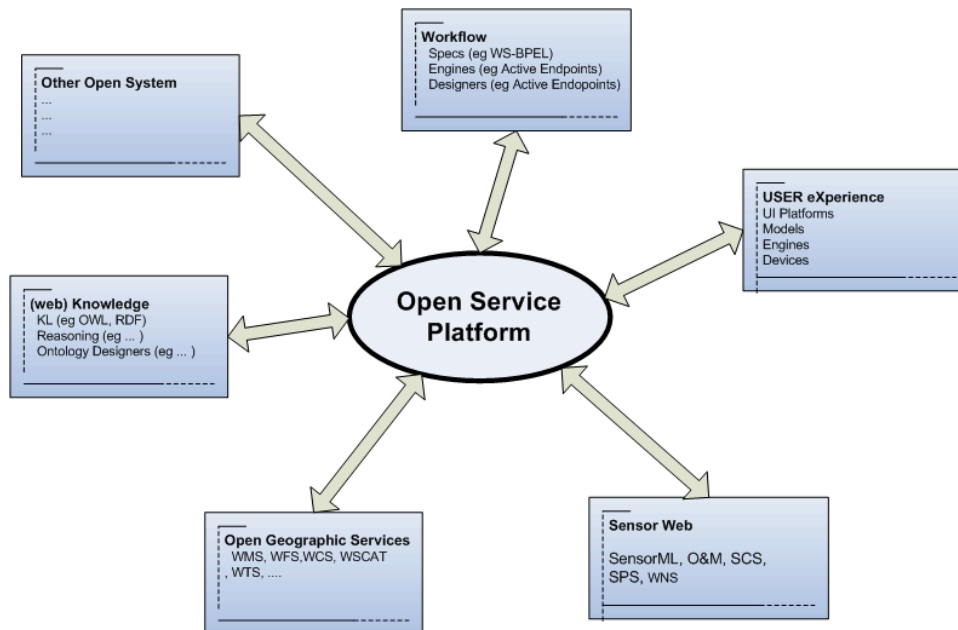 Workflow
Specs (eg WS-BPEL)
Engines (eg Active Endpoints)
Designers (eg Active Endopoints)
Other Open System
...
...
...
USER eXperience
UI Platforms
Models
Engines
Devices
Open Service
Platform
(web) Knowledge
KL (eg OWL, RDF)
Reasoning (eg ... )
Ontology Designers (eg ... )
Open Geographic Services
WMS, WFS,WCS, WSCAT
, WTS, ....
Sensor Web
SensorML, O&M, SCS,
SPS, WNS